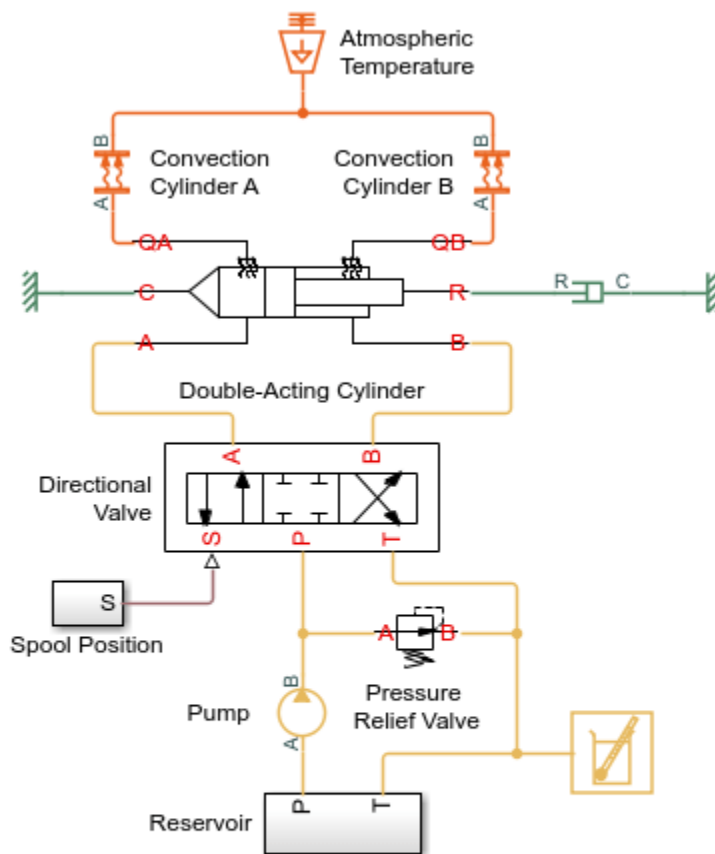 Atmospheric
Temperature
B
B
Convection
Cylinder A
Convection
Cylinder B
A
A
QA
QB
C
R
R
C
A
B
Double-Acting Cylinder
A
B
Directional
Valve
S
P
T
S
Spool Position
A
B
Pressure
Relief Valve
B
Pump
A
P
T
Reservoir